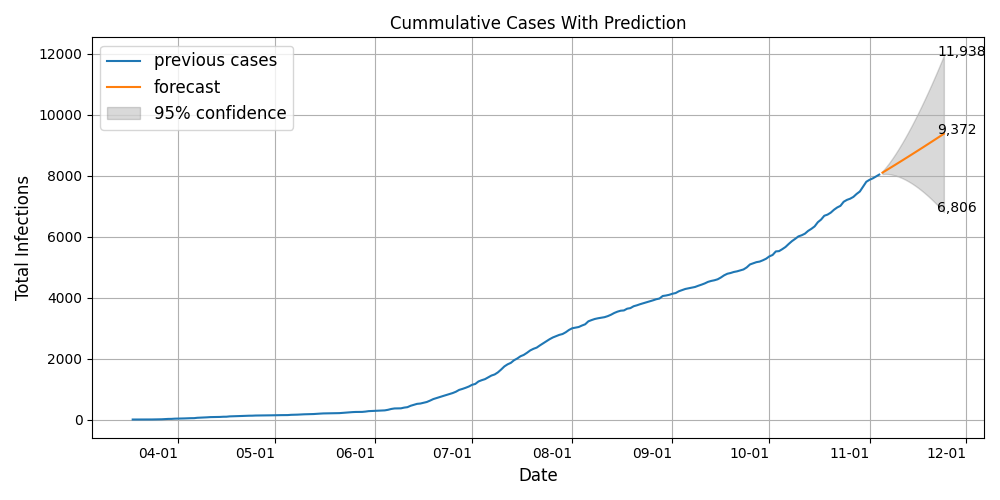 Cummulative Cases With Prediction
previous cases
forecast
95% confidence
11,938
9,372
6,806
12000
10000
8000
6000
4000
2000
0
Total Infections
04-01 05-01 06-01 07-01 08-01 09-01 10-01 11-01 12-01
Date